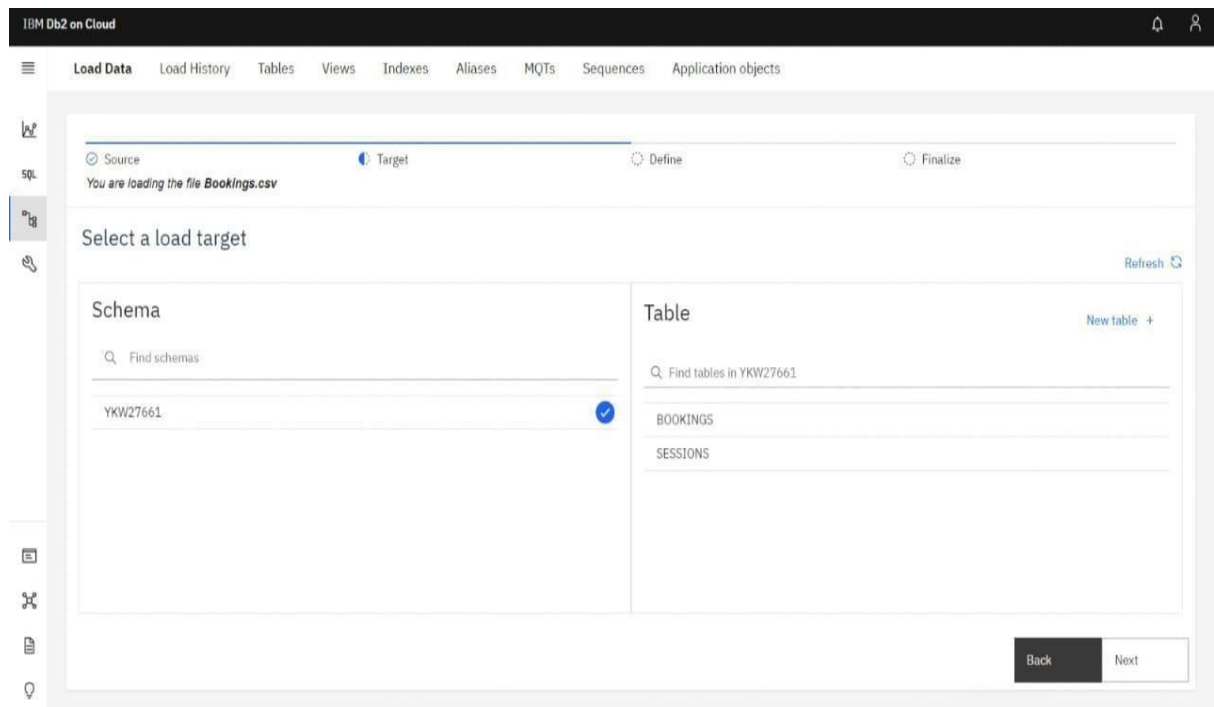 IBM Db2 on Cloud
Load Data Load History Tables Views Indexes Aliases MQTs Sequences Application objects
Source Target Define Finalize
You are loading the file Bookings.csv
SQL
Select a load target
Refresh
Schema
Find schemas
YKW27661
Table
New table +
Find tables in YKW27661
BOOKINGS
SESSIONS
Back Next